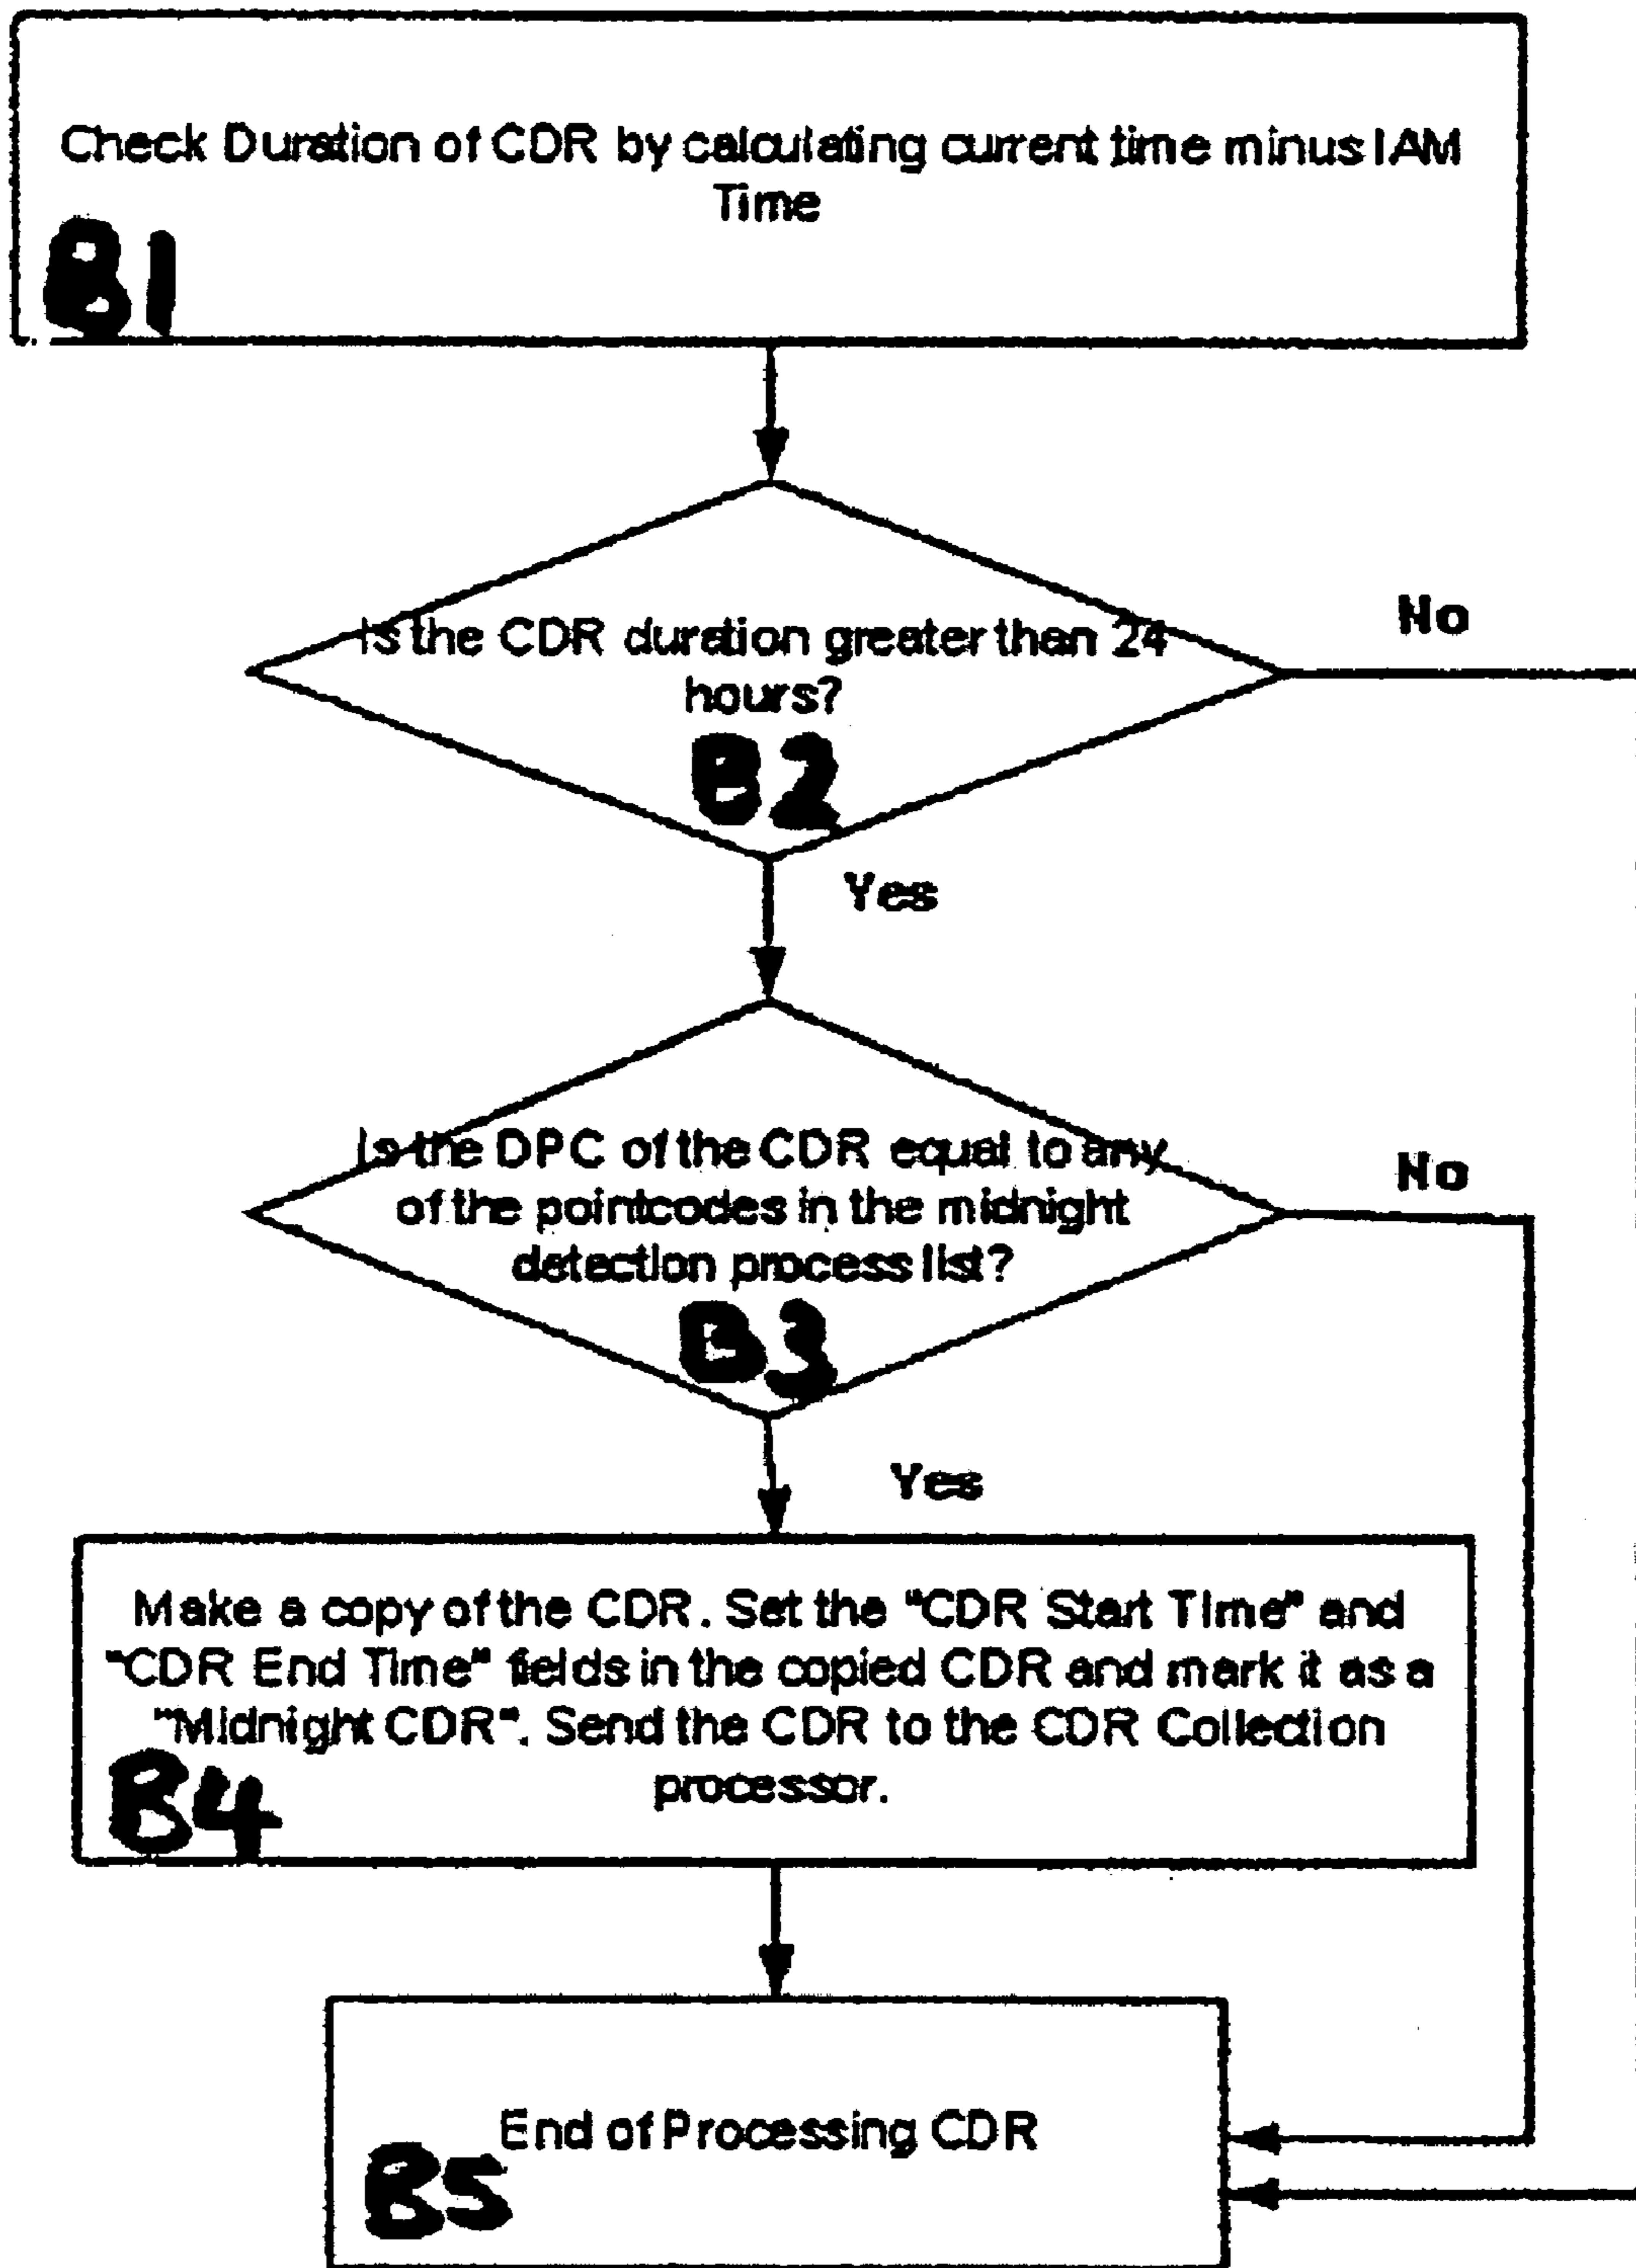 Check Duration of CDR by calculating current time minus IAM
Time
B1
Is the CDR duration greater than 24
hours?
B2
No
Yes
Is the DPC of the CDR equal to any
of the pointcodes in the midnight
detection process list?
B3
No
Yes
Make a copy of the CDR. Set the "CDR Start Time" and
"CDR End Time" fields in the copied CDR and mark it as a
"Midnight CDR". Send the CDR to the CDR Collection
processor.
B4
End of Processing CDR
B5